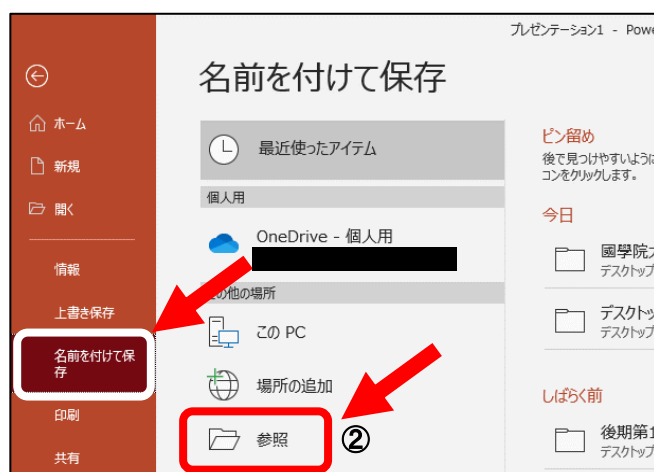 プレゼンテーション1 - Powe
名前を付けて保存
ホーム
新規
開く
情報
上書き保存
名前を付けて保
存
印刷
共有
最近使ったアイテム
個人用
OneDrive - 個人用
の他の場所
この PC
場所の追加
参照
②
ピン留め
後で見つけやすいように
コンをクリックします。
今日
國學院
デスクトップ
デスクトッ
デスクトップ
しばらく前
後期第1
デスクトップ